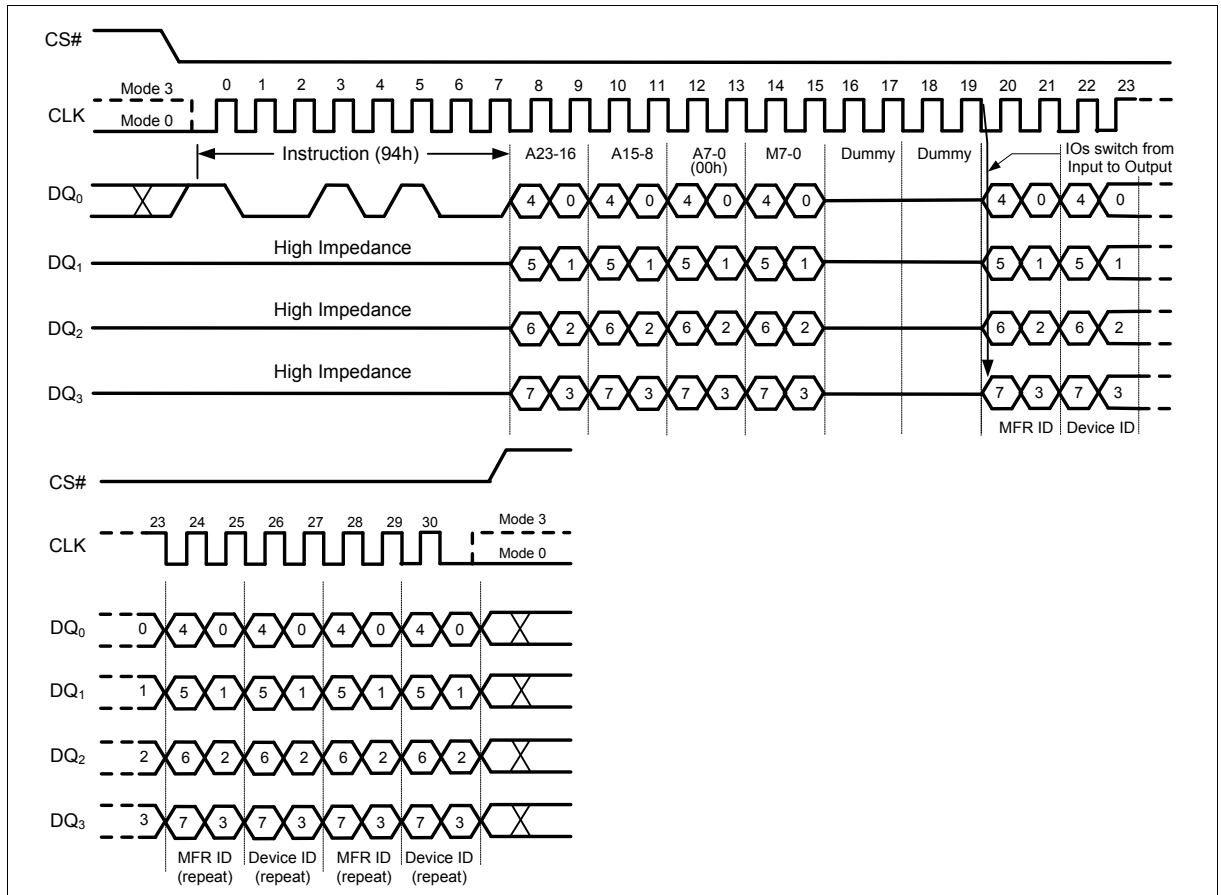 CS#
Mode 3 0 1 2 3 4 5 6 7 8 9 10 11 12 13 14 15 16 17 18 19 20 21 22 23
CLK
Mode 0
Instruction (94h) A23-16 A15-8 A7-0 M7-0 Dummy Dummy IOs switch from
(00h) Input to Output
DQ0 4 0 4 0 4 0 4 0 4 0 4 0
High Impedance
DQ1 5 1 5 1 5 1 5 1 5 1 5 1
High Impedance
DQ2 6 2 6 2 6 2 6 2 6 2 6 2
High Impedance
DQ3 7 3 7 3 7 3 7 3 7 3 7 3
MFR ID Device ID
CS#
23 24 25 26 27 28 29 30 Mode 3
CLK
Mode 0
DQ0 0 4 0 4 0 4 0 4 0
DQ1 1 5 1 5 1 5 1 5 1
DQ2 2 6 2 6 2 6 2 6 2
DQ3 3 7 3 7 3 7 3 7 3
MFR ID Device ID MFR ID Device ID
(repeat) (repeat) (repeat) (repeat)